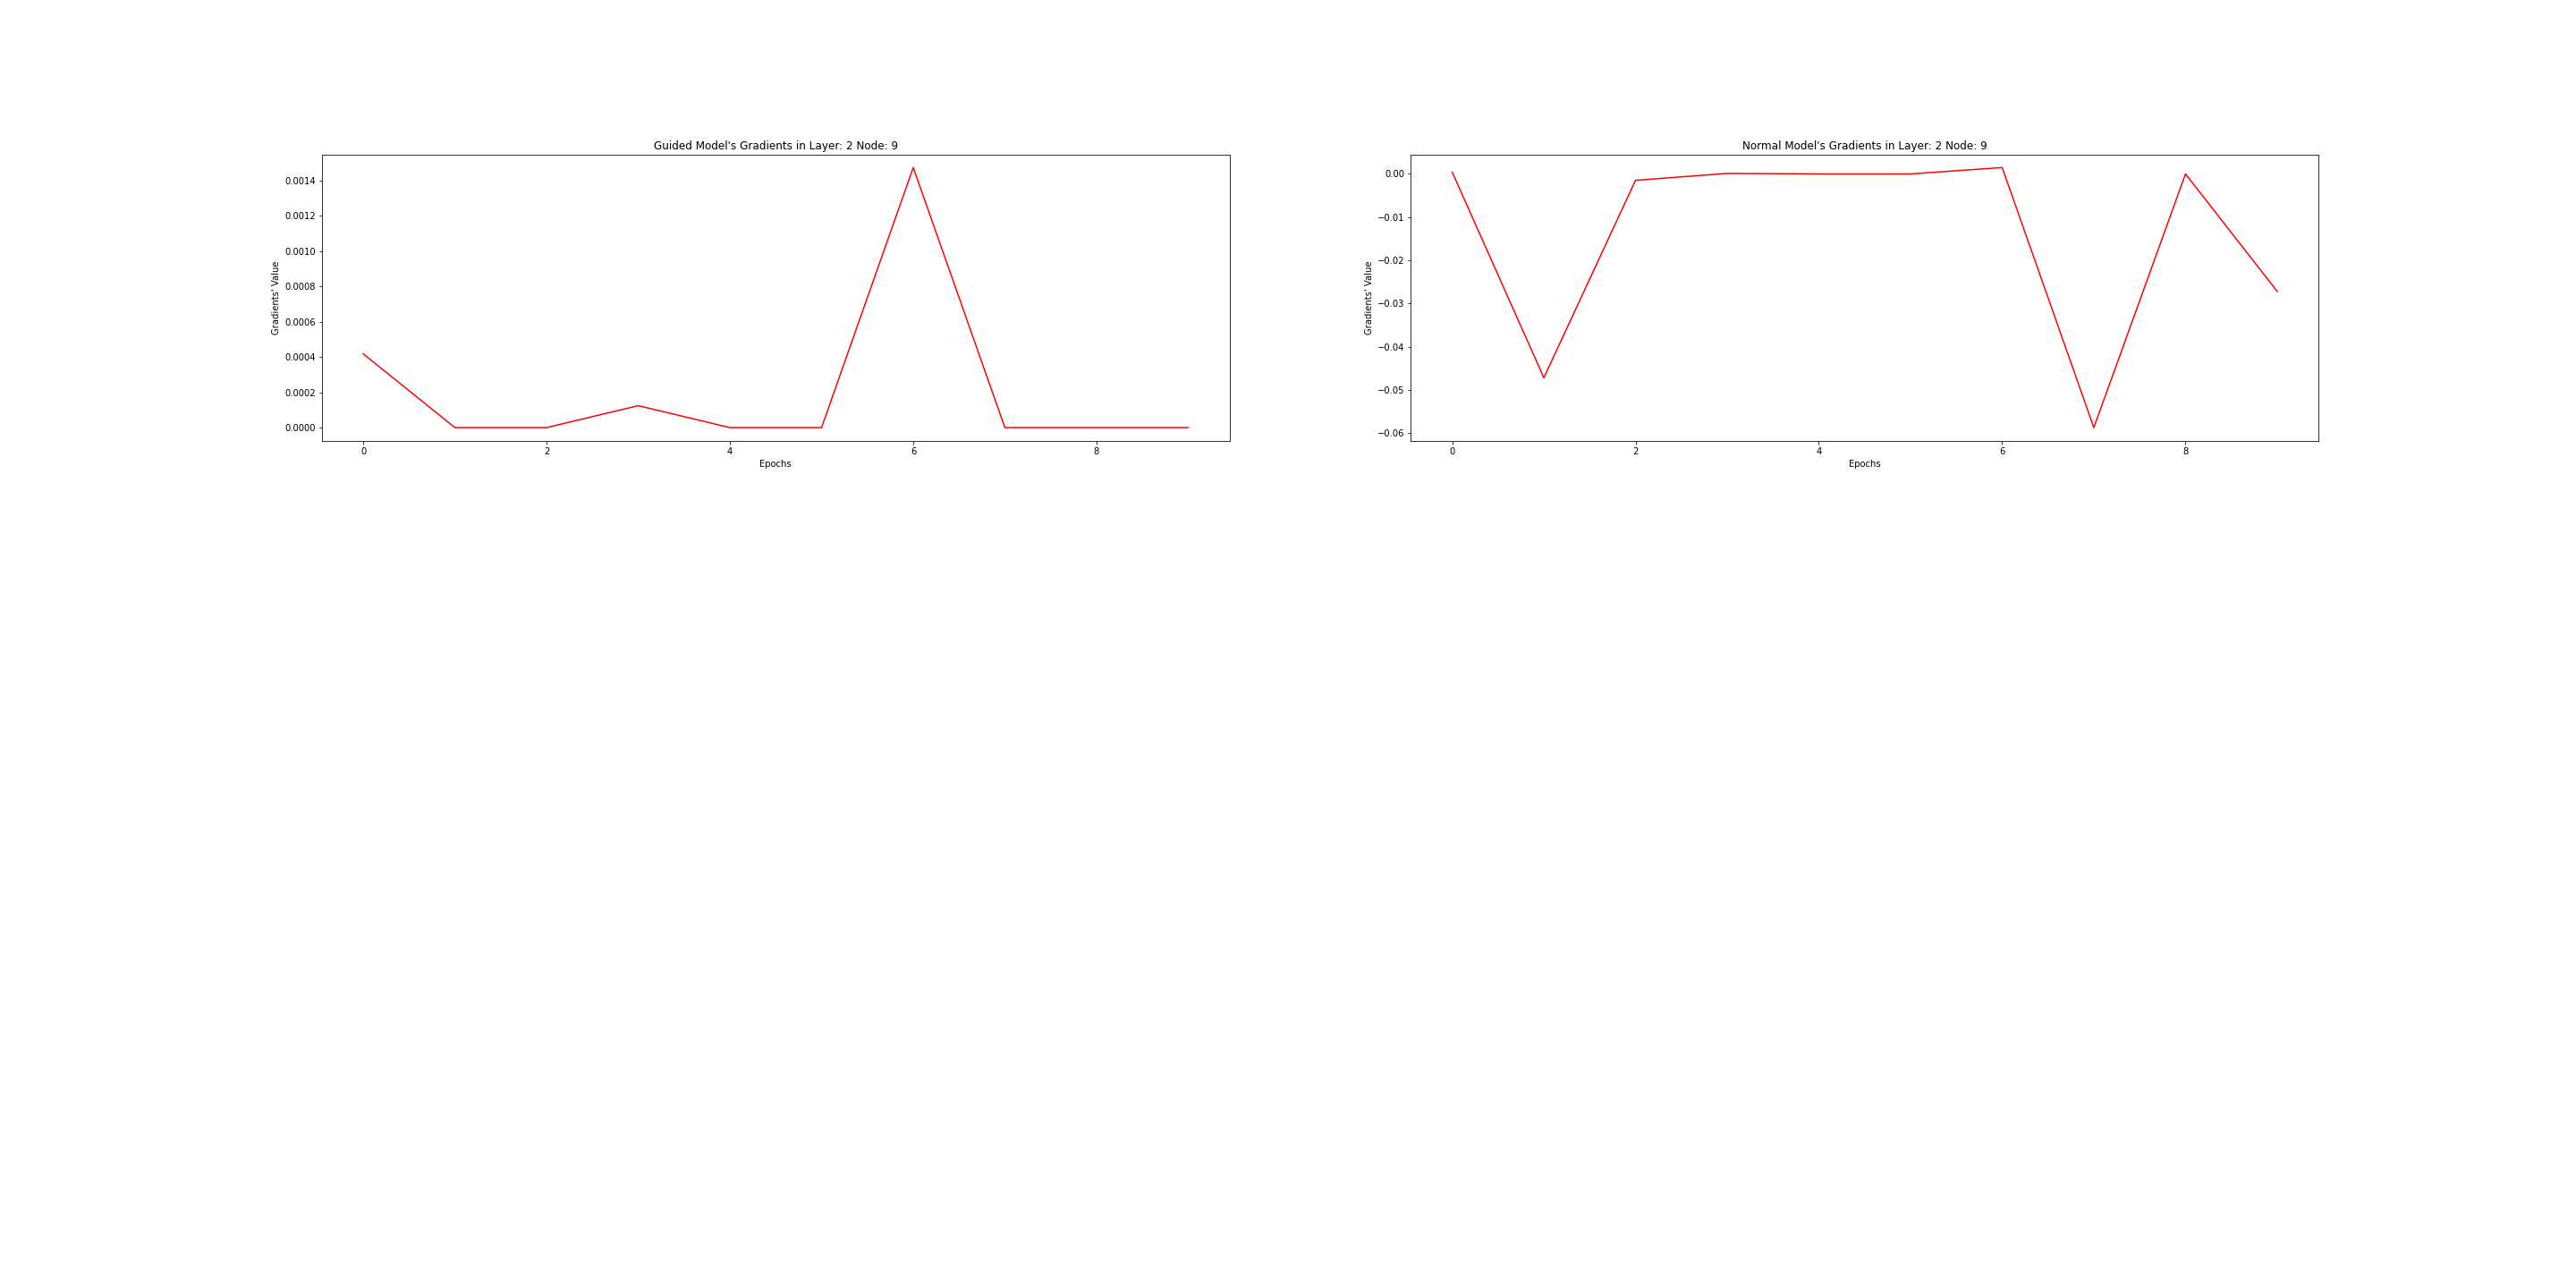 Guided Model's Gradients in Layer: 2 Node: 9
0.0014
0.0012
0.0010
0.0008
0.0006
0.0004
0.0002
0.0000
Gradients' Value
0 2 4 6 8
Epochs
Normal Model's Gradients in Layer: 2 Node: 9
0.00
−0.01
−0.02
−0.03
−0.04
−0.05
−0.06
Gradients' Value
0 2 4 6 8
Epochs